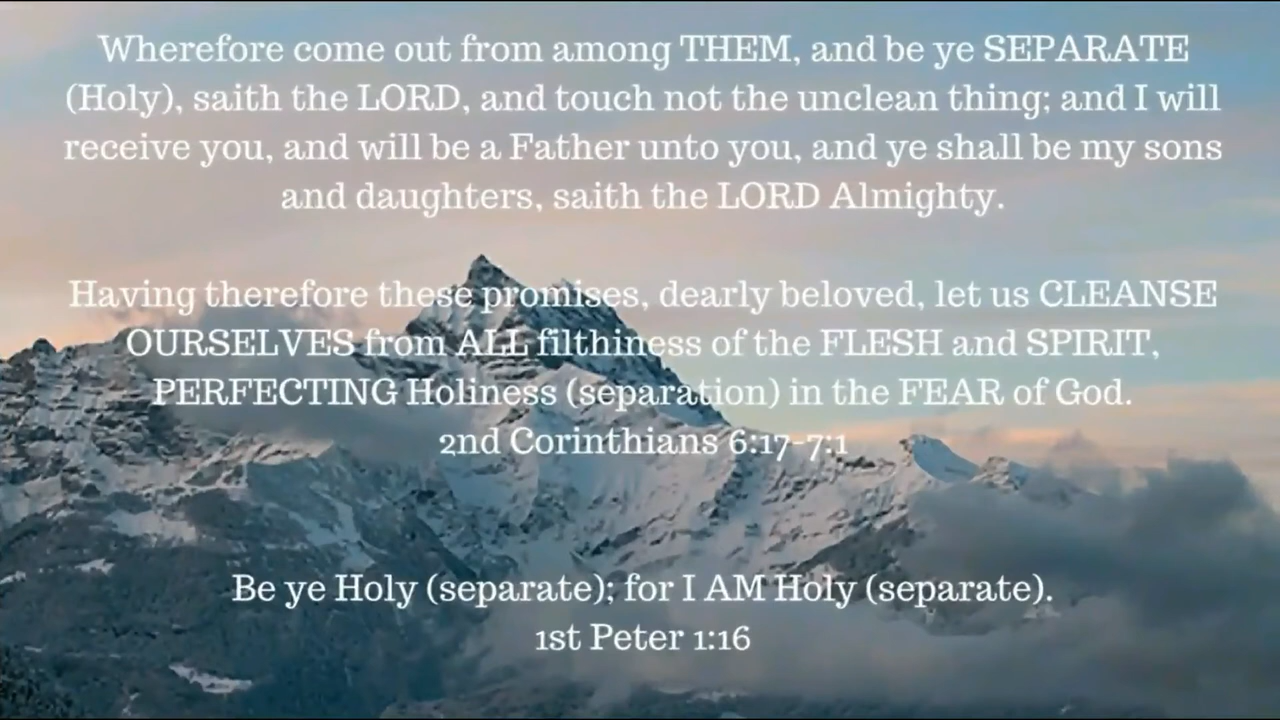 Wherefore come out from among THEM, and be ye SEPARATE
(Holy), saith the LORD, and touch not the unclean thing; and I will
receive you, and will be a Father unto you, and ye shall be my sons
and daughters, saith the LORD Almighty.
Having therefore these promises, dearly beloved, let us CLEANSE
OURSELVES from ALL filthiness of the FLESH and SPIRIT,
PERFECTING Holiness (separation) in the FEAR of God.
2nd Corinthians 6:17-7:1
Be ye Holy (separate); for I AM Holy (separate).
1st Peter 1:16